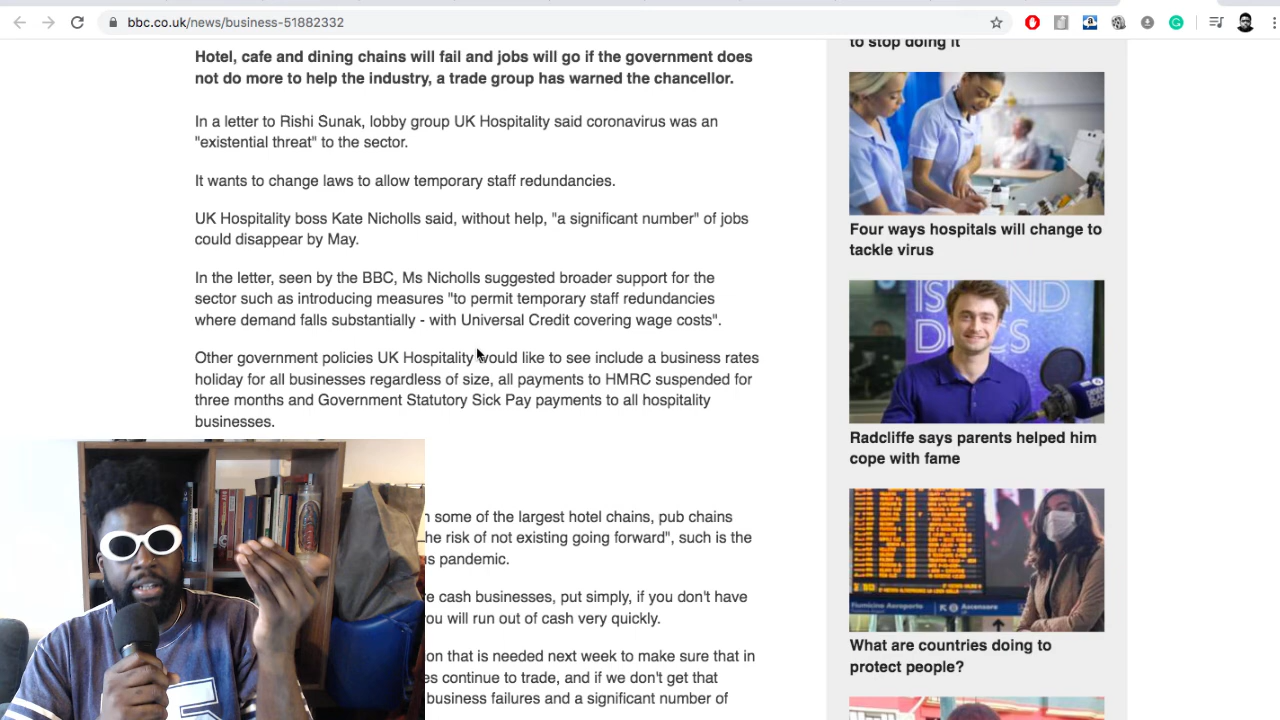 bbc.co.uk/news/business-51882332
Hotel, cafe and dining chains will fail and jobs will go if the government does
not do more to help the industry, a trade group has warned the chancellor.
In a letter to Rishi Sunak, lobby group UK Hospitality said coronavirus was an
"existential threat" to the sector.
It wants to change laws to allow temporary staff redundancies.
UK Hospitality boss Kate Nicholls said, without help, "a significant number" of jobs
could disappear by May.
In the letter, seen by the BBC, Ms Nicholls suggested broader support for the
sector such as introducing measures "to permit temporary staff redundancies
where demand falls substantially - with Universal Credit covering wage costs".
Other government policies UK Hospitality would like to see include a business rates
holiday for all businesses regardless of size, all payments to HMRC suspended for
three months and Government Statutory Sick Pay payments to all hospitality
businesses.
some of the largest hotel chains, pub chains
he risk of not existing going forward", such is the
s pandemic.
e cash businesses, put simply, if you don't have
ou will run out of cash very quickly.
on that is needed next week to make sure that in
es continue to trade, and if we don't get that
business failures and a significant number of
to stop doing it
Four ways hospitals will change to
tackle virus
ISLAND
DISCS
Radcliffe says parents helped him
cope with fame
Fiumicino Aeroporto
Ascensore
What are countries doing to
protect people?